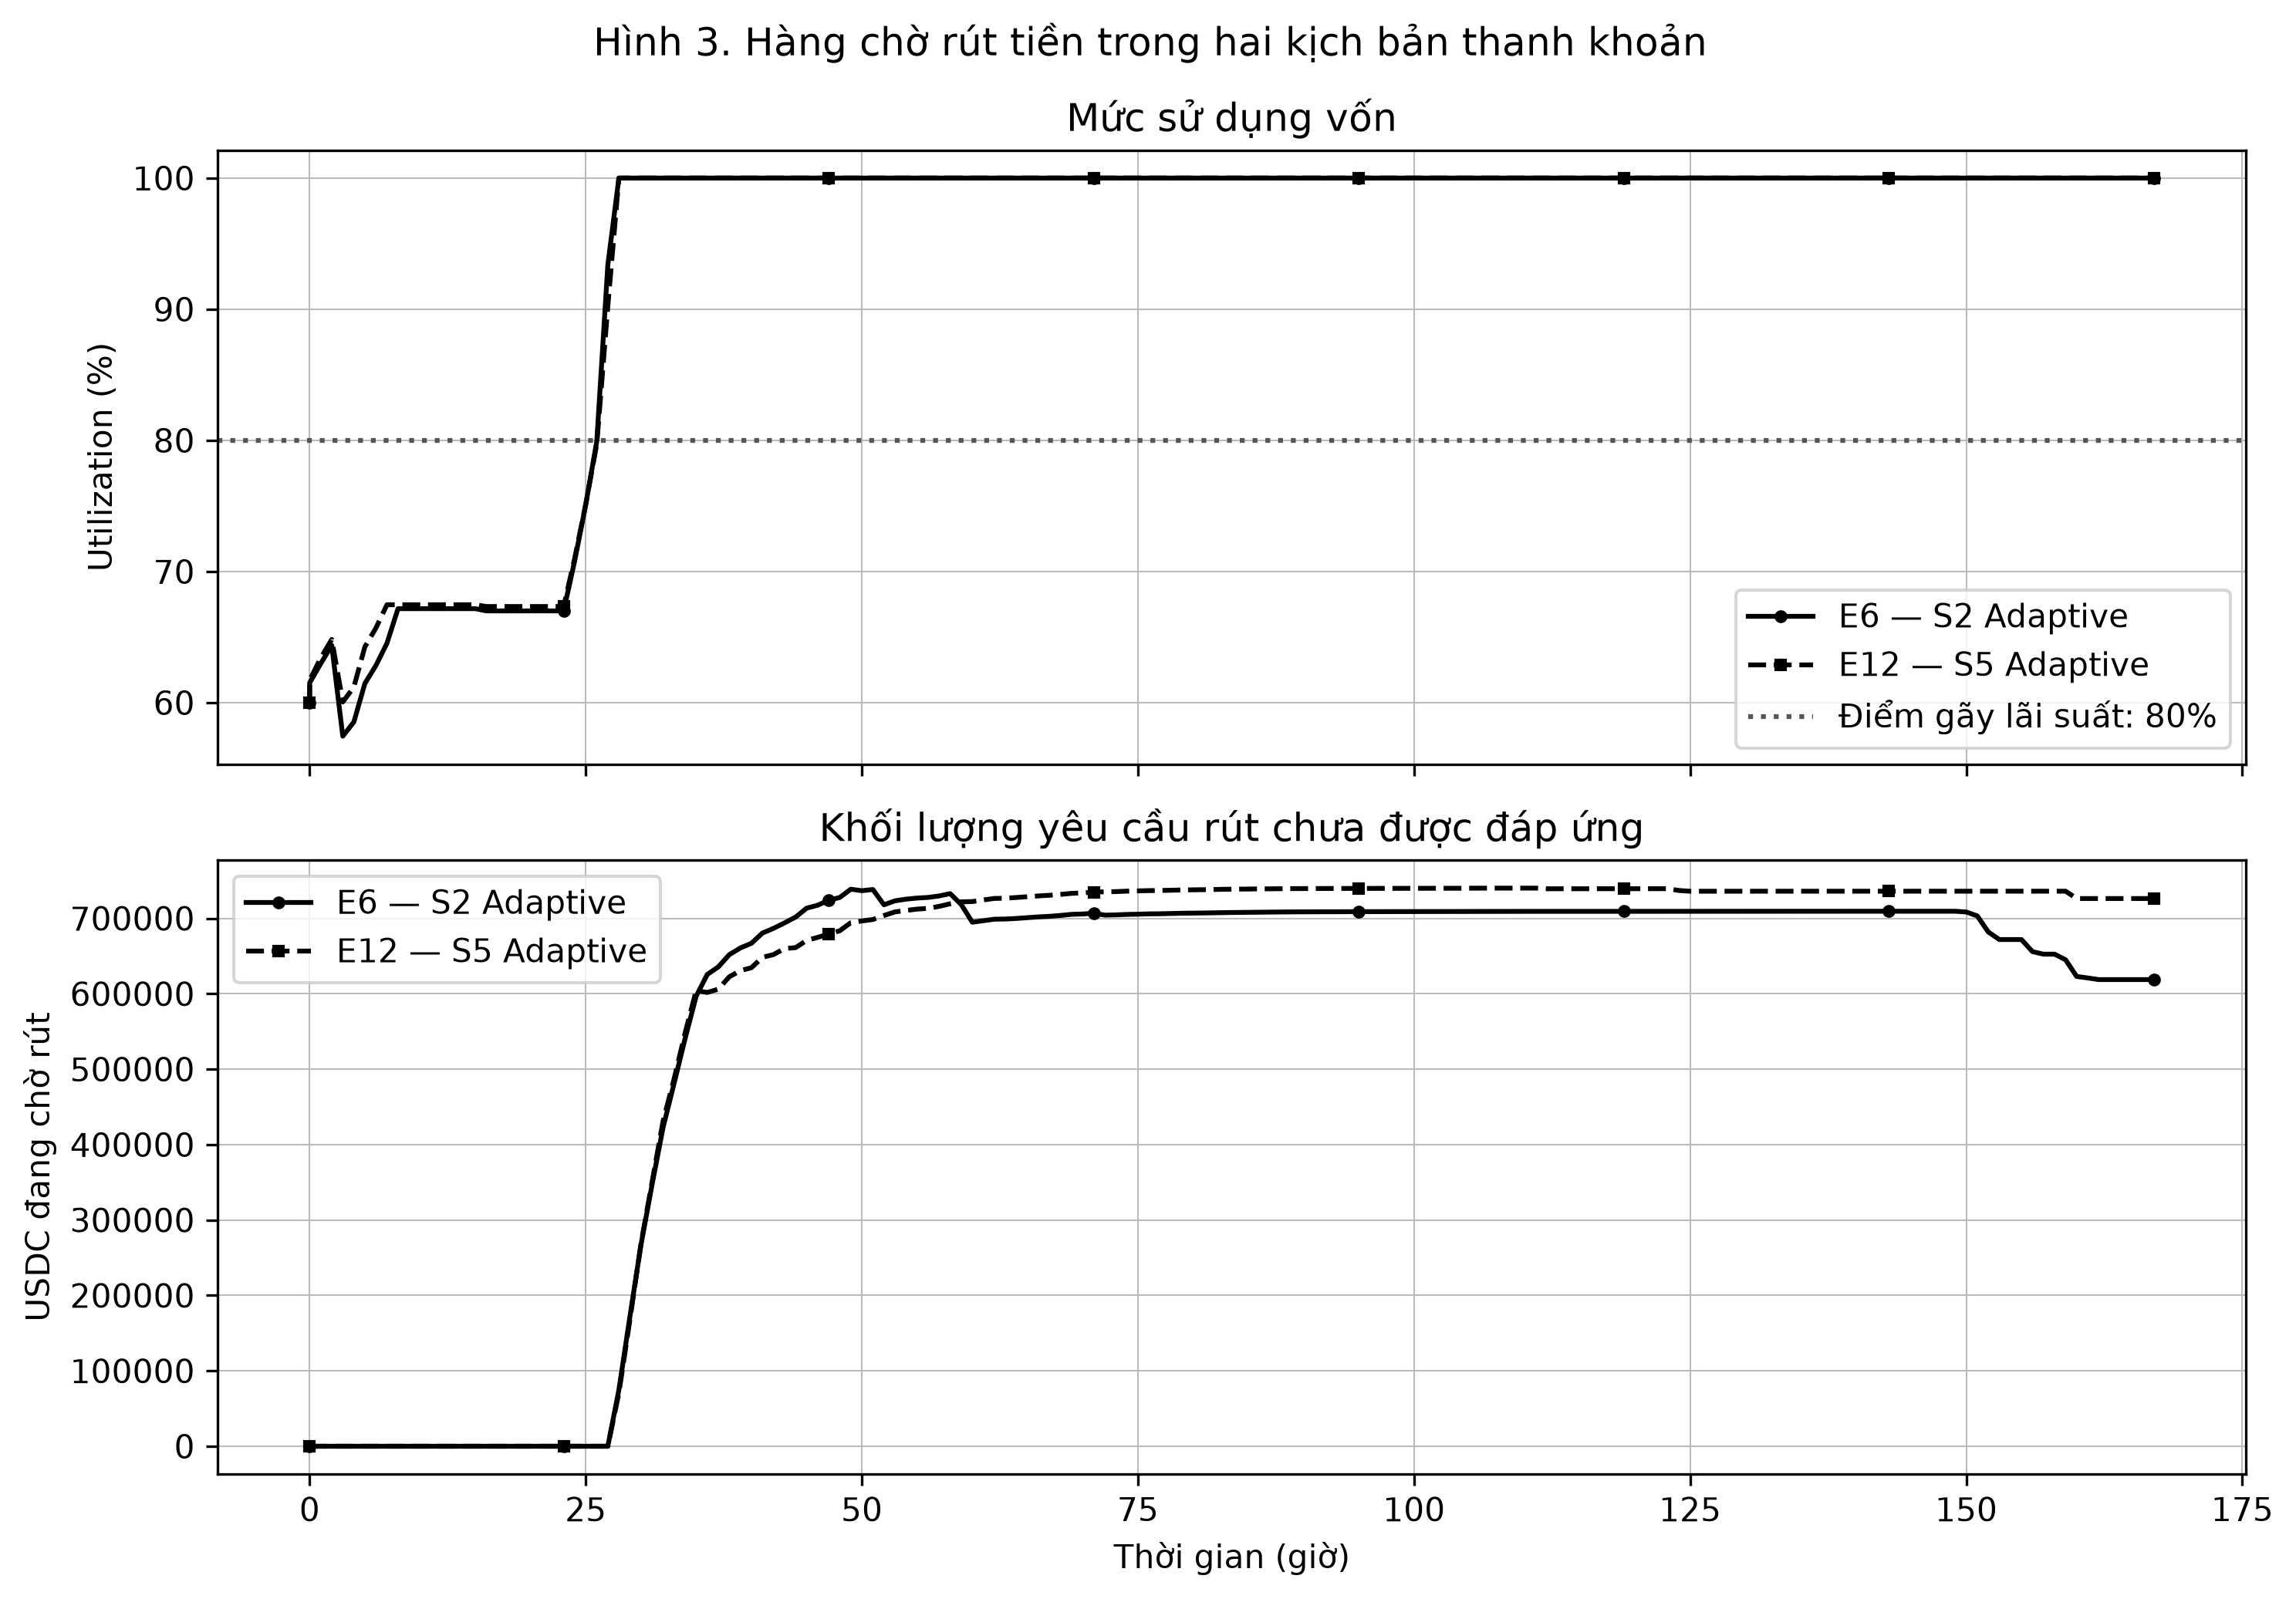 Hình 3. Hàng chờ rút tiền trong hai kịch bản thanh khoản
Mức sử dụng vốn
Utilization (%)
100
90
80
70
60
E6 — S2 Adaptive
E12 — S5 Adaptive
Điểm gãy lãi suất: 80%
Khối lượng yêu cầu rút chưa được đáp ứng
E6 — S2 Adaptive
E12 — S5 Adaptive
USDC đang chờ rút
700000
600000
500000
400000
300000
200000
100000
0
0 25 50 75 100 125 150 175
Thời gian (giờ)